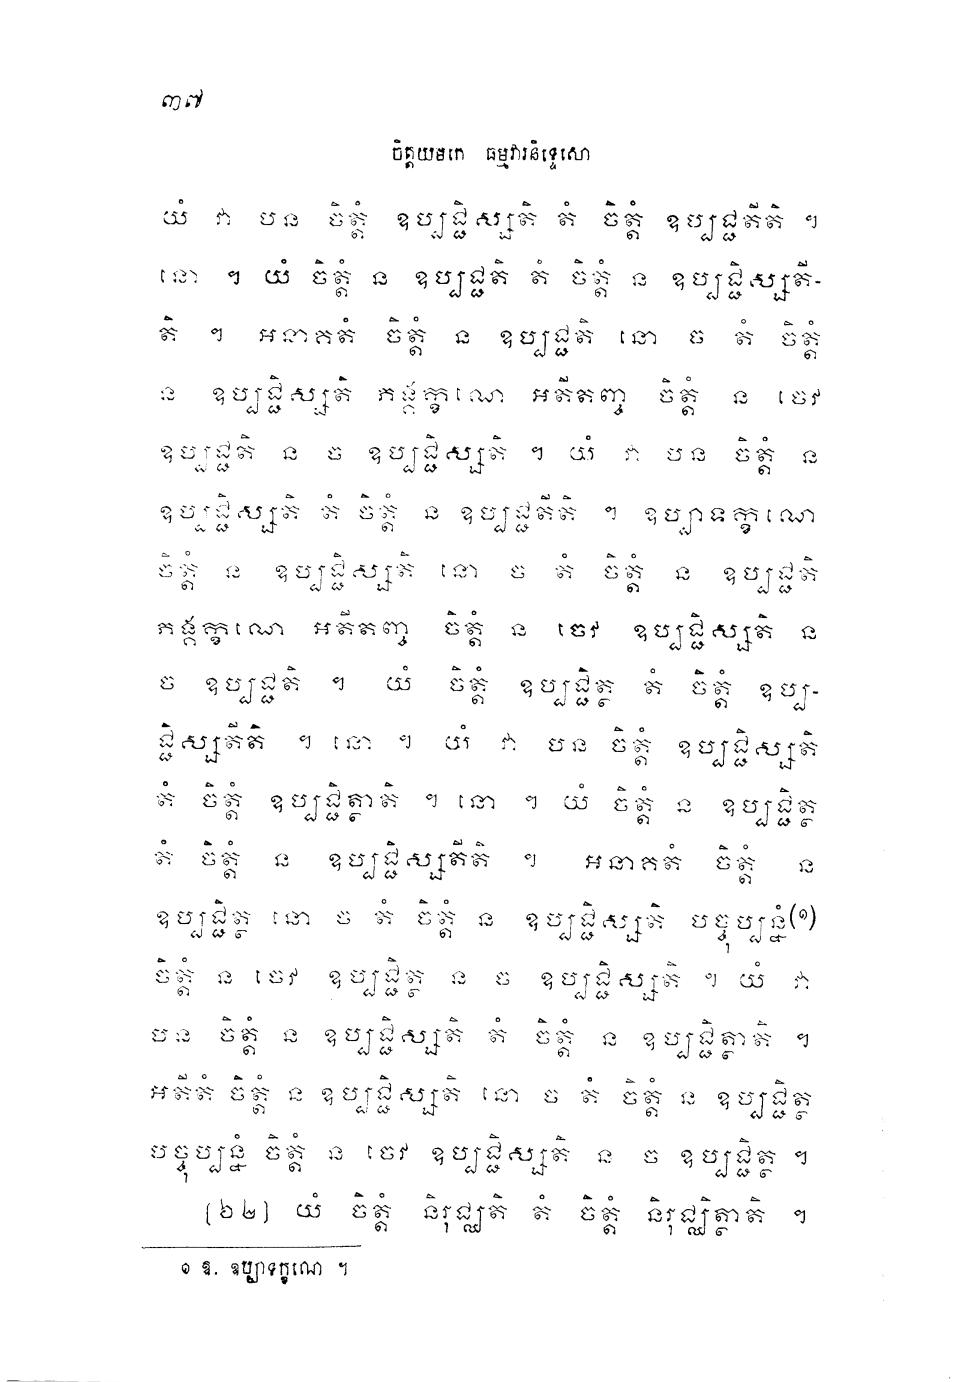 ៣៧
ចិត្តយមកេ ធម្មវារនិទ្ទេសោ
យំ វា បន ចិត្តំ ឧប្បជ្ជិស្សតិ តំ ចិត្តំ ឧប្បជ្ជតីតិ ។
នោ ។ យំ ចិត្តំ ន ឧប្បជ្ជតិ តំ ចិត្តំ ន ឧប្បជ្ជិស្សតី-
តិ ។ អនាគតំ ចិត្តំ ន ឧប្បជ្ជតិ នោ ច តំ ចិត្តំ
ន ឧប្បជ្ជិស្សតិ ភង្គក្ខណេ អតីតញ្ច ចិត្តំ ន ចេវ
ឧប្បជ្ជតិ ន ច ឧប្បជ្ជិស្សតិ ។ យំ វា បន ចិត្តំ ន
ឧប្បជ្ជិស្សតិ តំ ចិត្តំ ន ឧប្បជ្ជតីតិ ។ ឧប្បាទក្ខណេ
ចិត្តំ ន ឧប្បជ្ជិស្សតិ នោ ច តំ ចិត្តំ ន ឧប្បជ្ជតិ
ភង្គក្ខណេ អតីតញ្ច ចិត្តំ ន ចេវ ឧប្បជ្ជិស្សតិ ន
ច ឧប្បជ្ជតិ ។ យំ ចិត្តំ ឧប្បជ្ជិត្ថ តំ ចិត្តំ ឧប្ប-
ជ្ជិស្សតីតិ ។ នោ ។ យំ វា បន ចិត្តំ ឧប្បជ្ជិស្សតិ
តំ ចិត្តំ ឧប្បជ្ជិត្ថាតិ ។ នោ ។ យំ ចិត្តំ ន ឧប្បជ្ជិត្ថ
តំ ចិត្តំ ន ឧប្បជ្ជិស្សតីតិ ។ អនាគតំ ចិត្តំ ន
ឧប្បជ្ជិត្ថ នោ ច តំ ចិត្តំ ន ឧប្បជ្ជិស្សតិ បច្ចុប្បន្នំ(១)
ចិត្តំ ន ចេវ ឧប្បជ្ជិត្ថ ន ច ឧប្បជ្ជិស្សតិ ។ យំ វា
បន ចិត្តំ ន ឧប្បជ្ជិស្សតិ តំ ចិត្តំ ន ឧប្បជ្ជិត្ថាតិ ។
អតីតំ ចិត្តំ ន ឧប្បជ្ជិស្សតិ នោ ច តំ ចិត្តំ ន ឧប្បជ្ជិត្ថ
បច្ចុប្បន្នំ ចិត្តំ ន ចេវ ឧប្បជ្ជិស្សតិ ន ច ឧប្បជ្ជិត្ថ ។
[២២] យំ ចិត្តំ និរុជ្ឈតិ តំ ចិត្តំ និរុជ្ឈិត្ថាតិ ។
១ ឱ. ឧប្បាទក្ខណេ ។